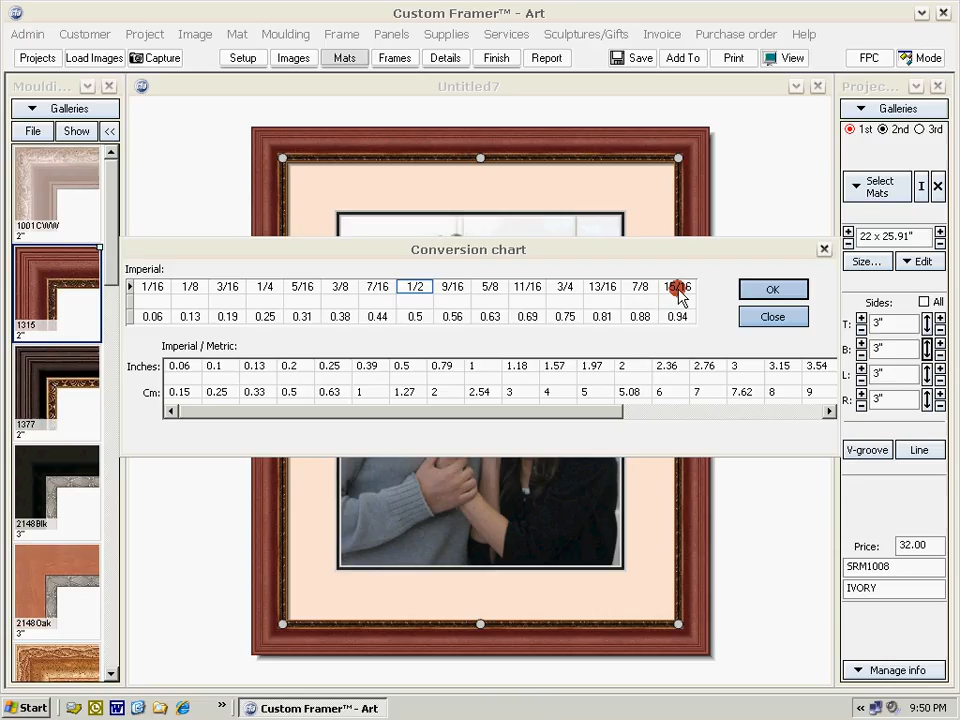 Custom Framer™ - Art
Admin Customer Project Image Mat Moulding Frame Panels Supplies Services Sculptures/Gifts Invoice Purchase order Help
Projects Load Images Capture Setup Images Mats Frames Details Finish Report Save Add To Print View FPC Mode
Mouldi...
Galleries
File Show <<
1001CWW
2"
1315
2"
1377
2"
2148Blk
3"
2148Oak
3"
Untitled7
Conversion chart
Imperial:
1/16 1/8 3/16 1/4 5/16 3/8 7/16 1/2 9/16 5/8 11/16 3/4 13/16 7/8 15/16
0.06 0.13 0.19 0.25 0.31 0.38 0.44 0.5 0.56 0.63 0.69 0.75 0.81 0.88 0.94
OK
Close
Imperial / Metric:
Inches: 0.06 0.1 0.13 0.2 0.25 0.39 0.5 0.79 1 1.18 1.57 1.97 2 2.36 2.76 3 3.15 3.54
Cm: 0.15 0.25 0.33 0.5 0.63 1 1.27 2 2.54 3 4 5 5.08 6 7 7.62 8 9
Projec...
Galleries
1st 2nd 3rd
Select
Mats
I
22 x 25.91"
Size... Edit
Sides: All
T: 3"
B: 3"
L: 3"
R: 3"
V-groove Line
Price: 32.00
SRM1008
IVORY
Manage info
Start » Custom Framer™ - Art « 9:50 PM